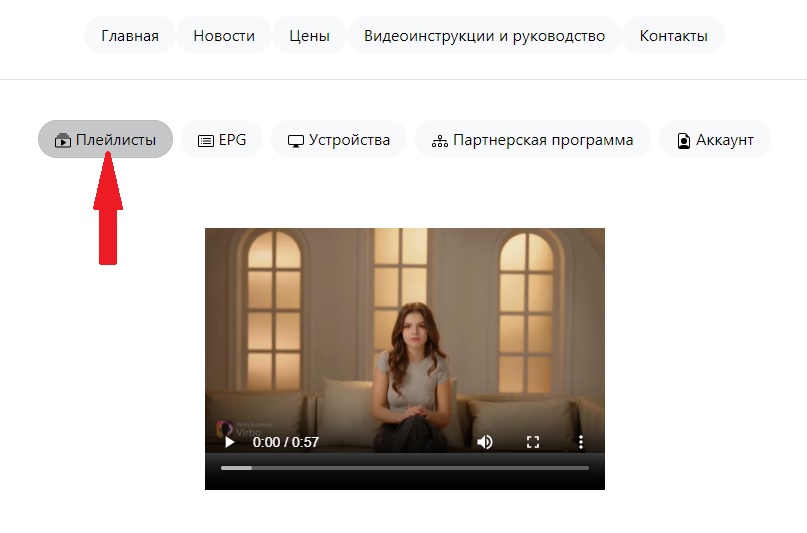 Главная Новости Цены Видеоинструкции и руководство Контакты
Плейлисты EPG Устройства Партнерская программа Аккаунт
Wondershare
Virbo
0:00 / 0:57